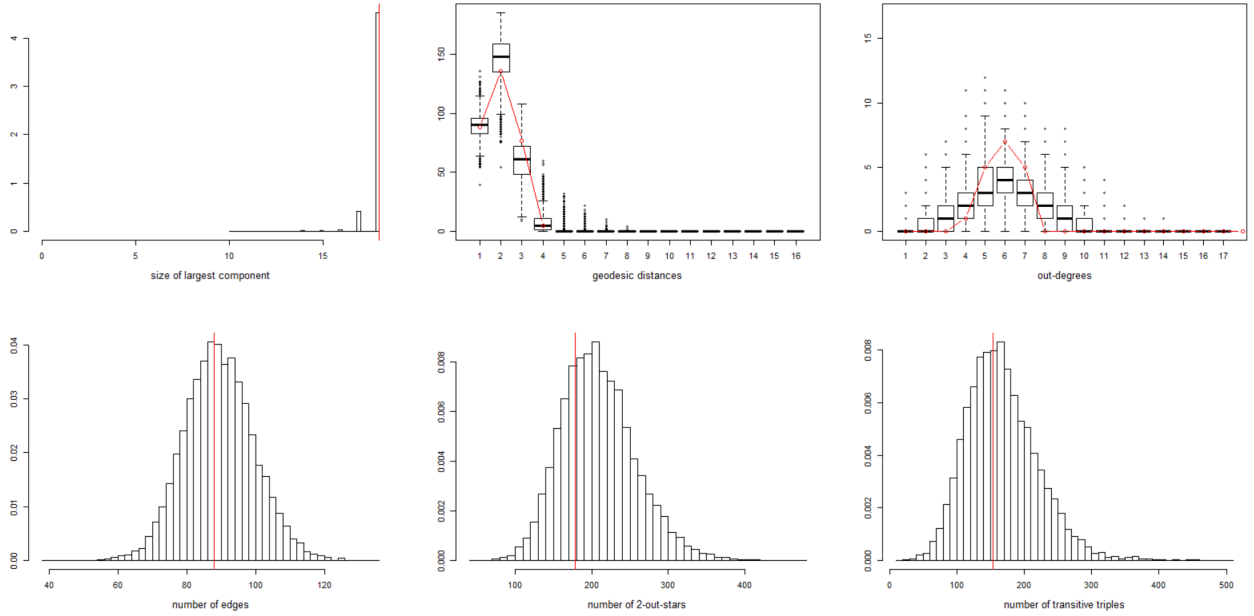 0 1 2 3 4
0 5 10 15
size of largest component
0 50 100 150
1 2 3 4 5 6 7 8 9 10 11 12 13 14 15 16
geodesic distances
0 5 10 15
1 2 3 4 5 6 7 8 9 10 11 12 13 14 15 16 17
out-degrees
0.00 0.01 0.02 0.03 0.04
40 60 80 100 120
number of edges
0.000 0.002 0.004 0.006 0.008
100 200 300 400
number of 2-out-stars
0.000 0.002 0.004 0.006 0.008
0 100 200 300 400 500
number of transitive triples